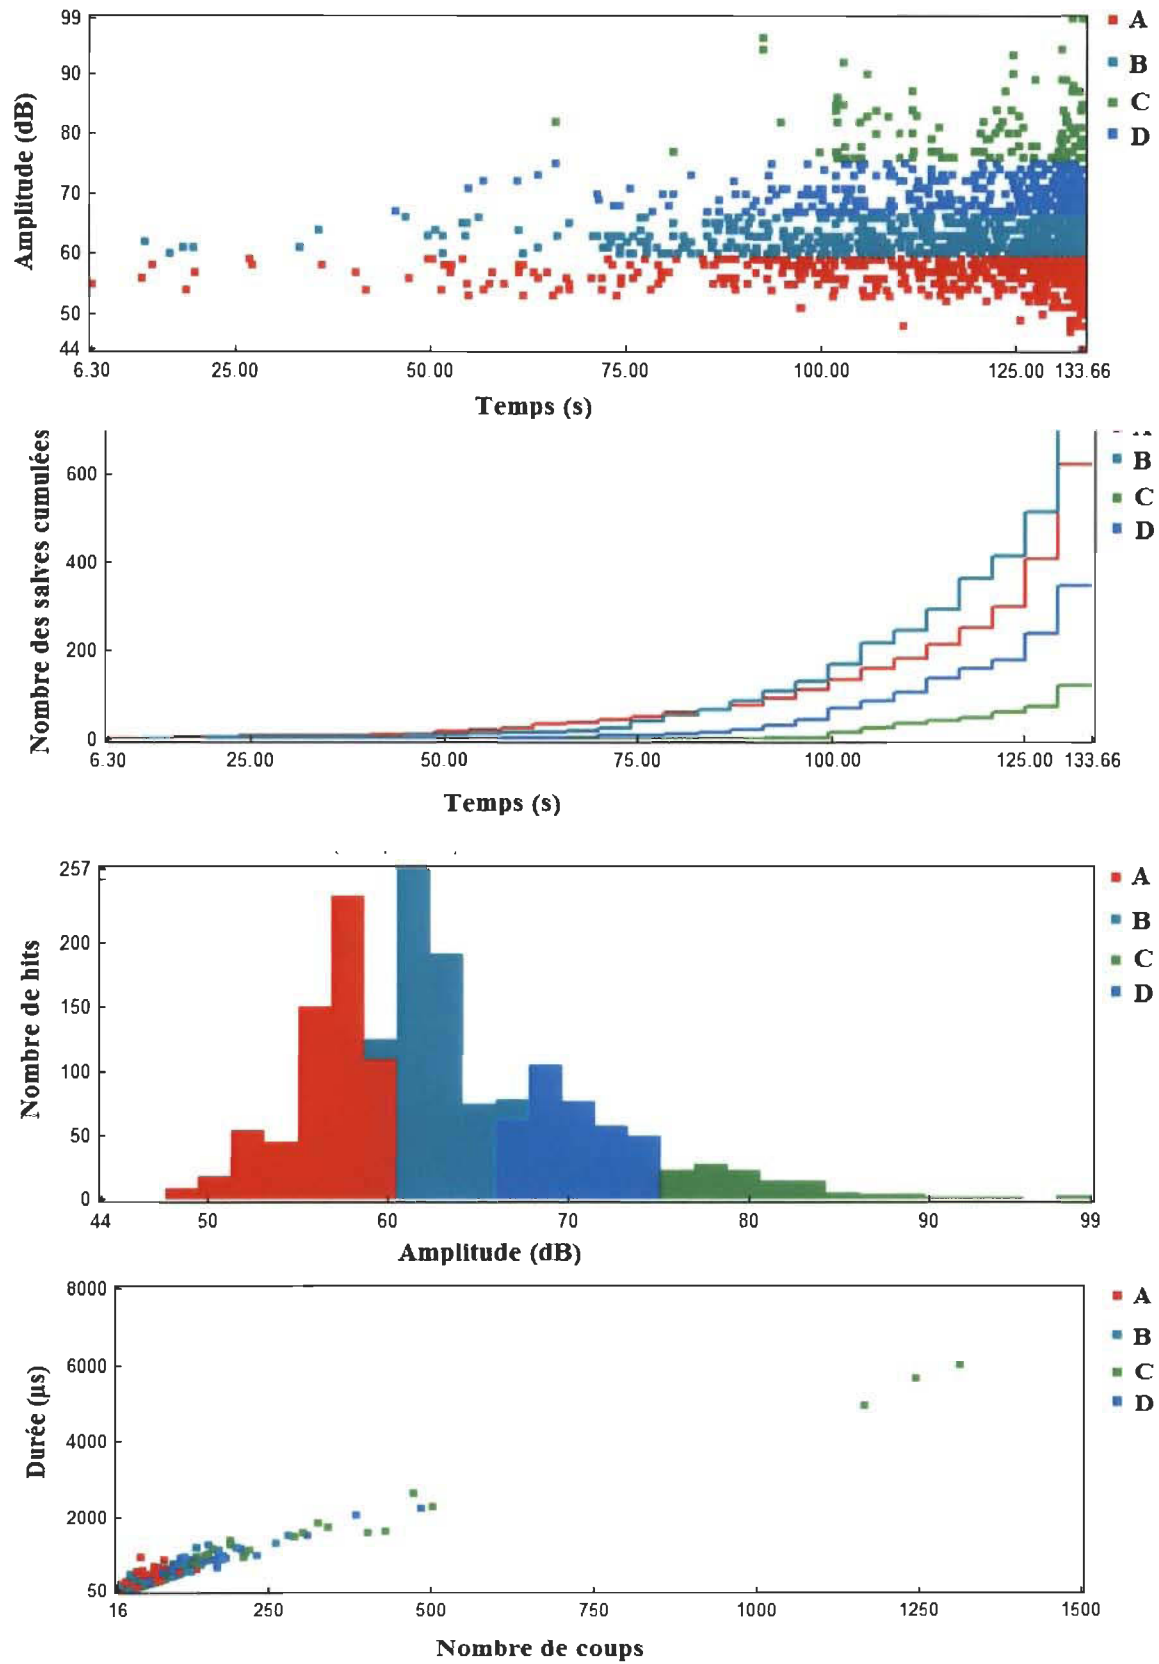 99
90
80
70
60
50
44
Amplitude (dB)
6.30 25.00 50.00 75.00 100.00 125.00 133.66
Temps (s)
A
B
C
D
600
400
200
0
Nombre des salves cumulées
6.30 25.00 50.00 75.00 100.00 125.00 133.66
Temps (s)
B
C
D
257
200
150
100
50
0
Nombre de hits
44 50 60 70 80 90 99
Amplitude (dB)
A
B
C
D
8000
6000
4000
2000
50
Durée (µs)
16 250 500 750 1000 1250 1500
Nombre de coups
A
B
C
D